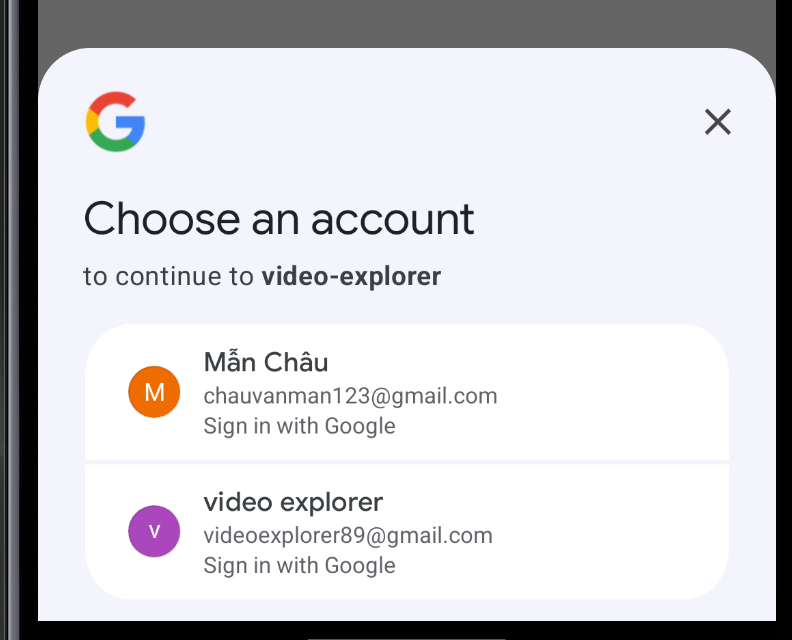 Choose an account
to continue to video-explorer
M
Mẫn Châu
chauvanman123@gmail.com
Sign in with Google
v
video explorer
videoexplorer89@gmail.com
Sign in with Google